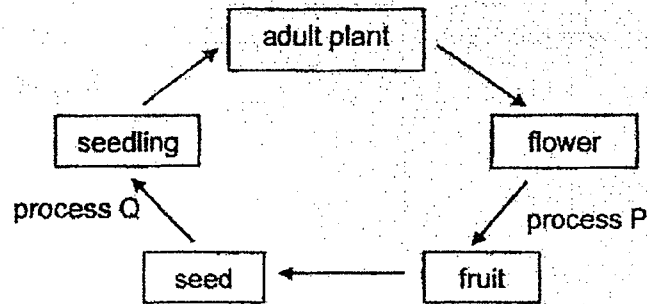 adult plant
seedling
flower
process Q
process P
seed
fruit